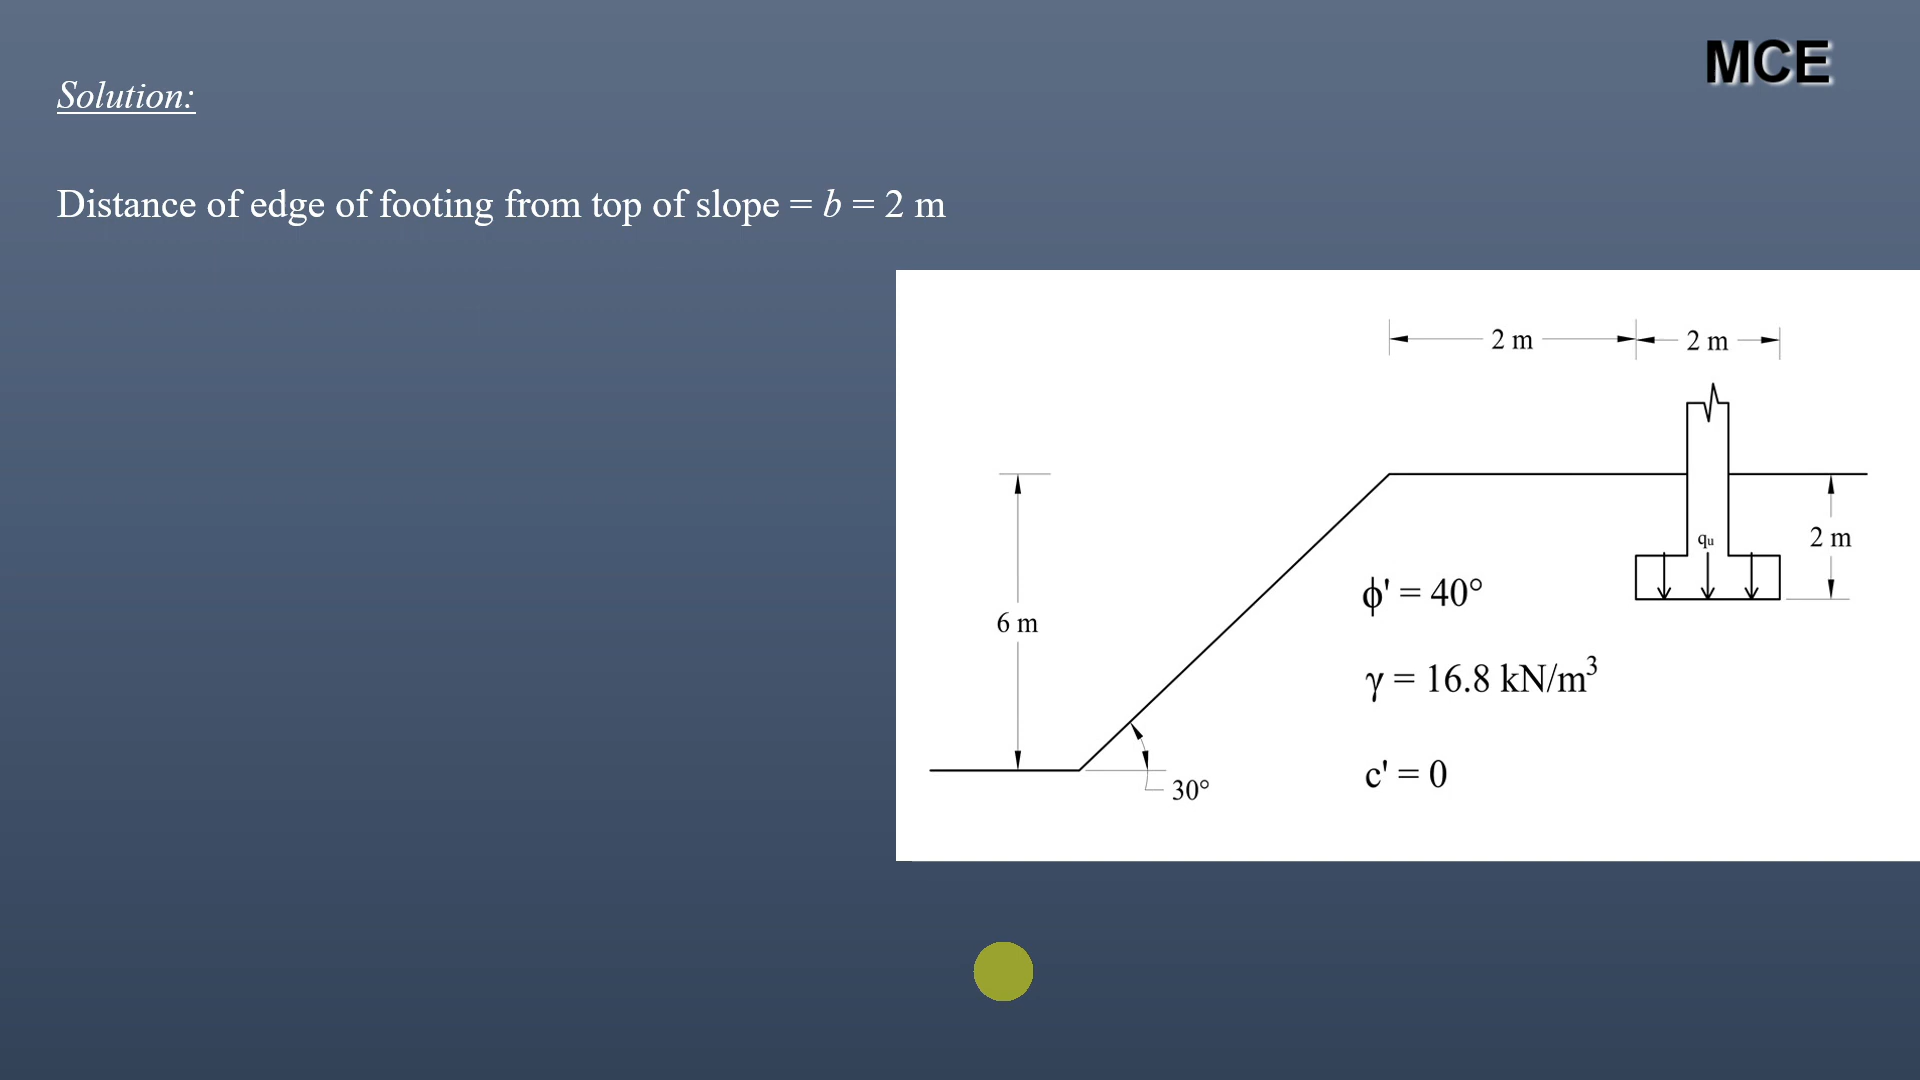 MCE
Solution:
Distance of edge of footing from top of slope = b = 2 m
2 m
2 m
qu
2 m
ϕ' = 40°
6 m
γ = 16.8 kN/m³
c' = 0
30°